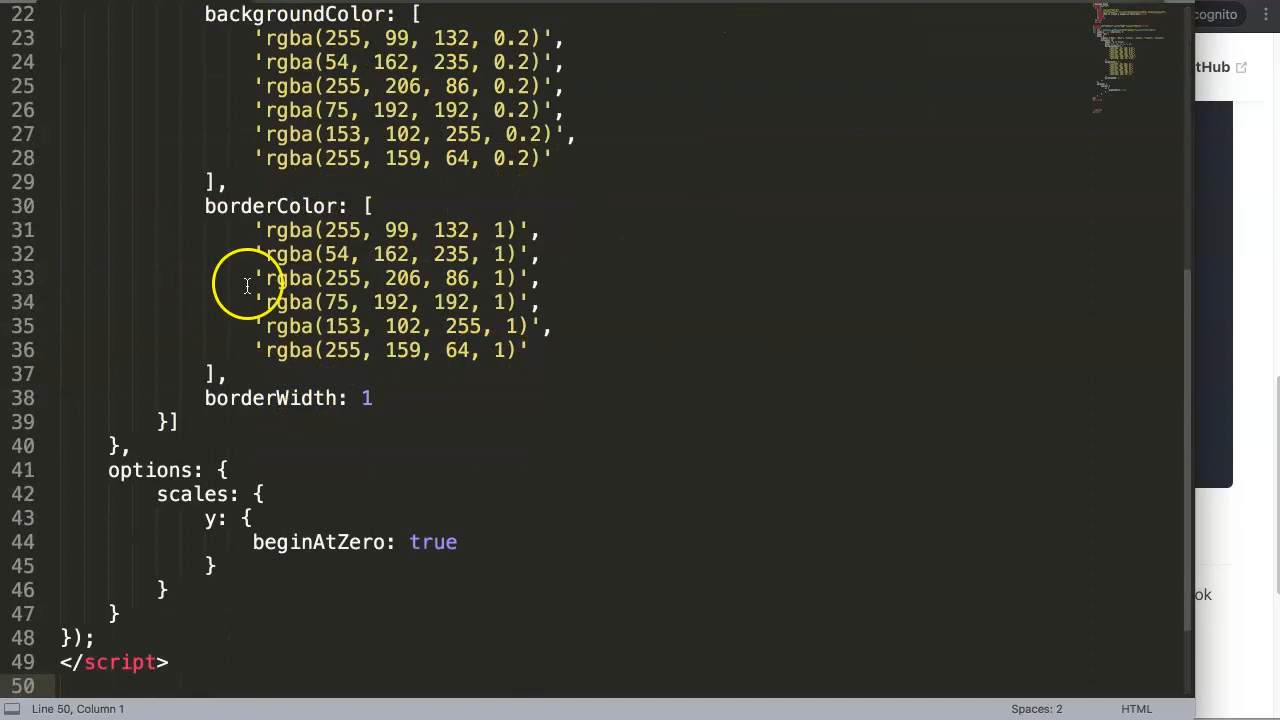 22 backgroundColor: [
23 'rgba(255, 99, 132, 0.2)',
24 'rgba(54, 162, 235, 0.2)',
25 'rgba(255, 206, 86, 0.2)',
26 'rgba(75, 192, 192, 0.2)',
27 'rgba(153, 102, 255, 0.2)',
28 'rgba(255, 159, 64, 0.2)'
29 ],
30 borderColor: [
31 'rgba(255, 99, 132, 1)',
32 'rgba(54, 162, 235, 1)',
33 'rgba(255, 206, 86, 1)',
34 'rgba(75, 192, 192, 1)',
35 'rgba(153, 102, 255, 1)',
36 'rgba(255, 159, 64, 1)'
37 ],
38 borderWidth: 1
39 }]
40 },
41 options: {
42 scales: {
43 y: {
44 beginAtZero: true
45 }
46 }
47 }
48 });
49 </script>
50
Line 50, Column 1
Spaces: 2
HTML
cognito
tHub
ok